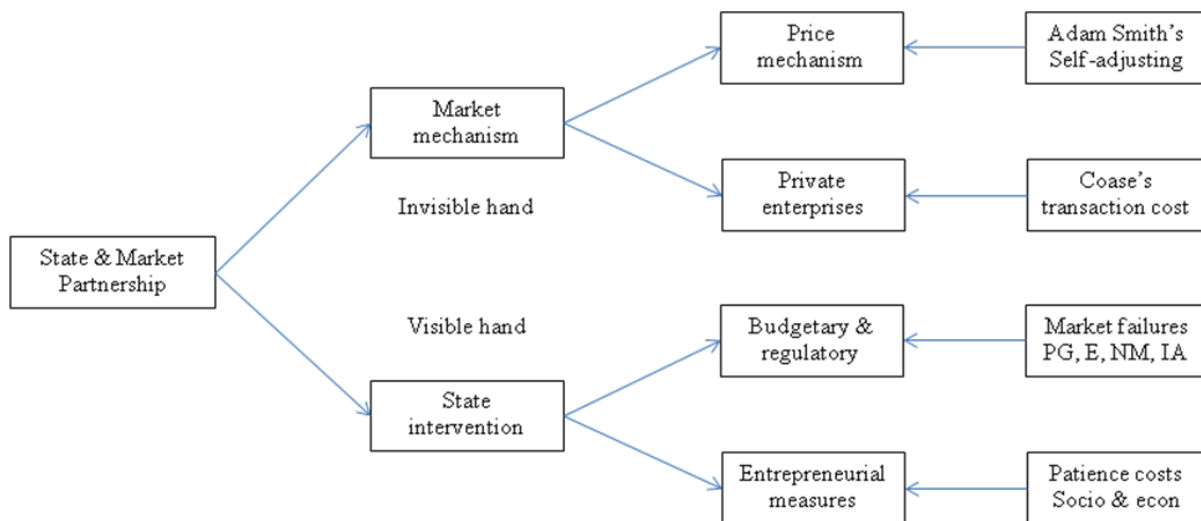 Price
mechanism
Adam Smith's
Self-adjusting
Market
mechanism
Private
enterprises
Coase's
transaction cost
Invisible hand
State & Market
Partnership
Visible hand
Budgetary &
regulatory
Market failures
PG, E, NM, IA
State
intervention
Entrepreneurial
measures
Patience costs
Socio & econ